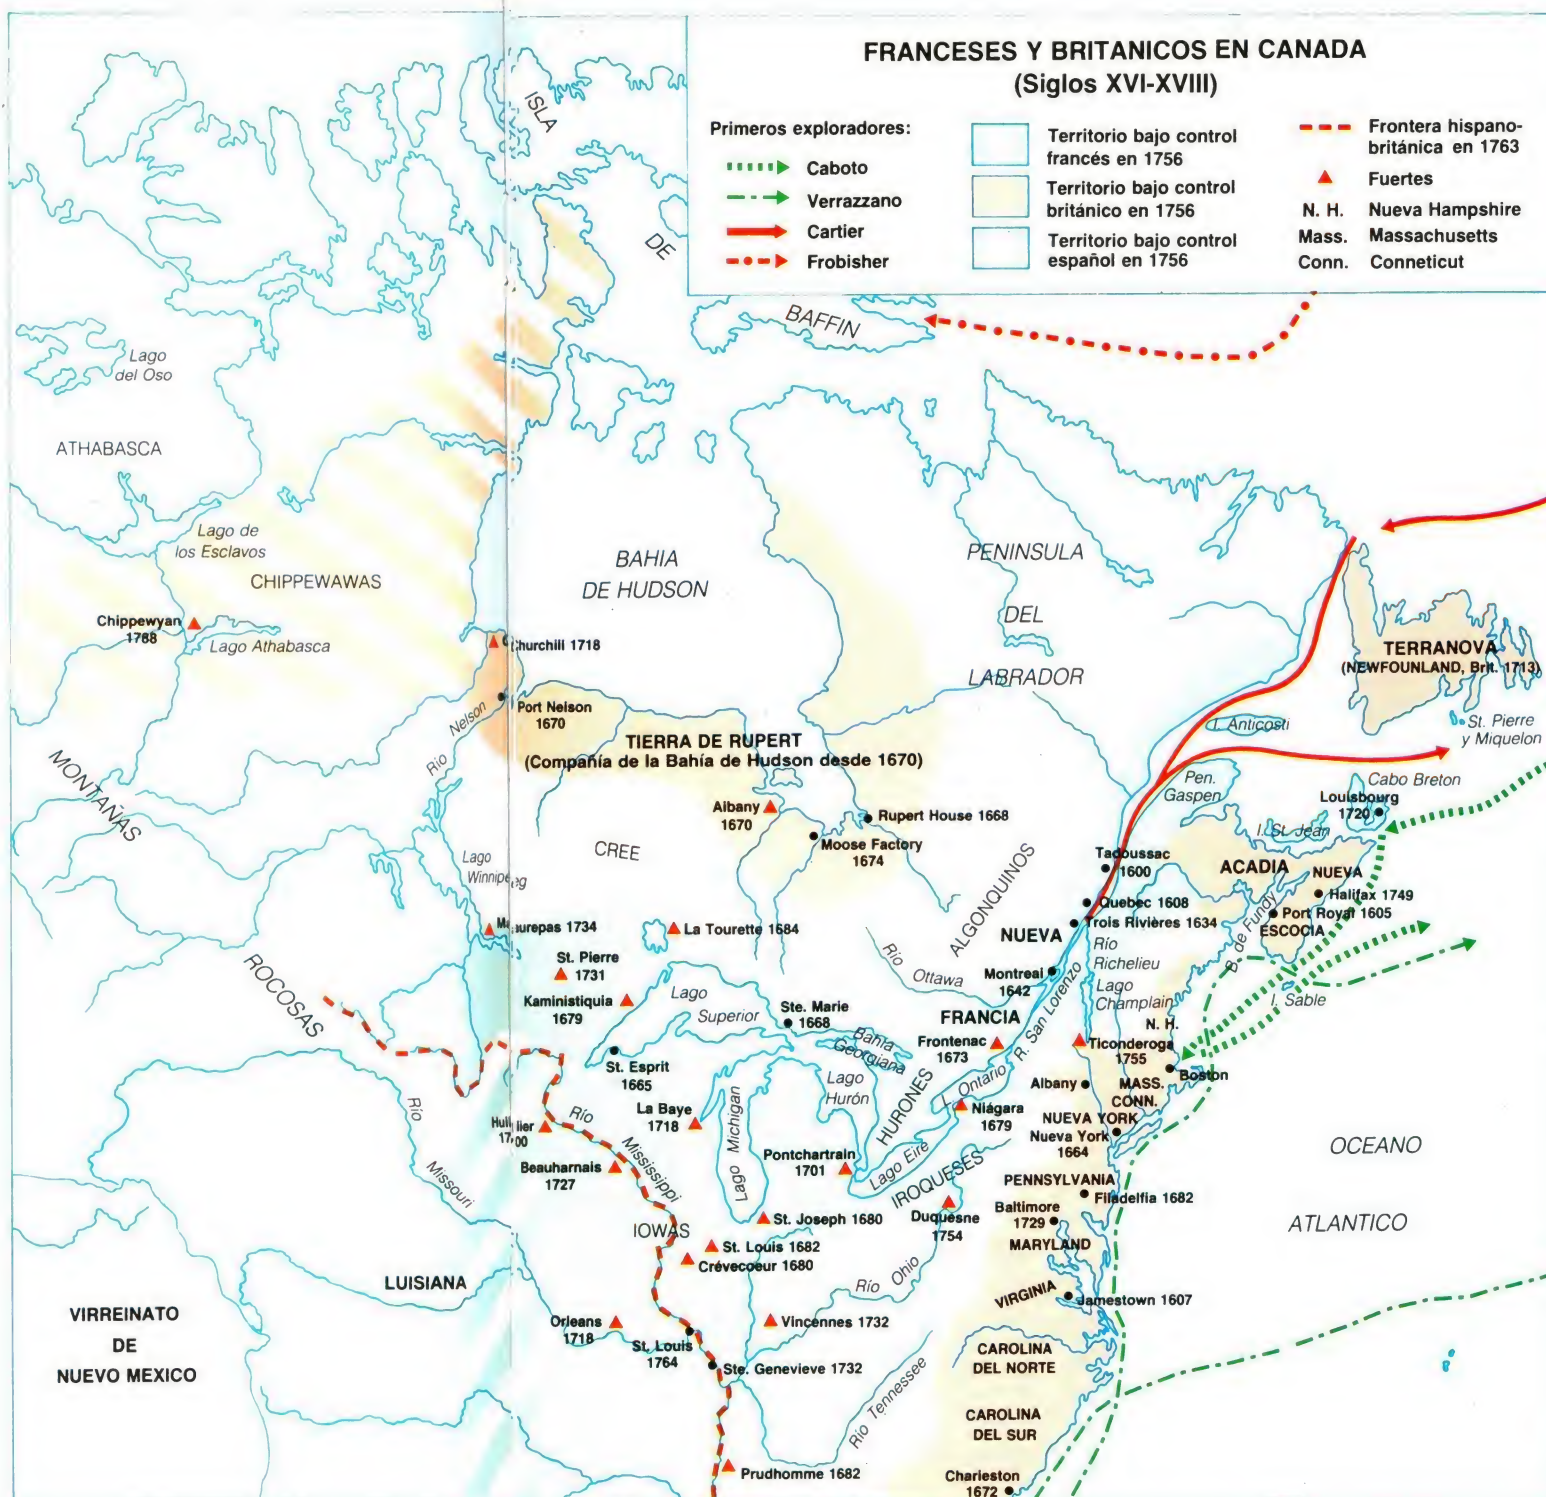 FRANCESES Y BRITANICOS EN CANADA
(Siglos XVI-XVIII)
Primeros exploradores:
Caboto
Verrazzano
Cartier
Frobisher
Territorio bajo control
francés en 1756
Territorio bajo control
británico en 1756
Territorio bajo control
español en 1756
Frontera hispano-
británica en 1763
Fuertes
N. H. Nueva Hampshire
Mass. Massachusetts
Conn. Conneticut
ISLA
DE
BAFFIN
Lago
del Oso
ATHABASCA
Lago de
los Esclavos
CHIPPEWAWAS
Chippewyan
1788
Lago Athabasca
BAHIA
DE HUDSON
PENINSULA
DEL
LABRADOR
Churchill 1718
Port Nelson
1670
Río Nelson
TIERRA DE RUPERT
(Compañía de la Bahía de Hudson desde 1670)
TERRANOVA
(NEWFOUNLAND, Brit. 1713)
I. Anticosti
St. Pierre
y Miquelon
Pen.
Gaspen
Cabo Breton
Louisbourg
1720
I. St. Jean
MONTAÑAS
ROCOSAS
Albany
1670
Rupert House 1668
Moose Factory
1674
CREE
Lago
Winnipeg
ALGONQUINOS
Tadoussac
1600
ACADIA
NUEVA
Halifax 1749
Port Royal 1605
ESCOCIA
B. de Fundy
Quebec 1608
Trois Rivières 1634
NUEVA
FRANCIA
Maurepas 1734
La Tourette 1684
St. Pierre
1731
Kaministiquia
1679
Río
Ottawa
Montreal
1642
Río
Richelieu
Lago
Champlain
R. San Lorenzo
I. Sable
Lago
Superior
Ste. Marie
1668
Bahía
Georgiana
N. H.
Frontenac
1673
Ticonderoga
1755
St. Esprit
1665
Lago
Hurón
HURONES
L. Ontario
Albany
MASS.
CONN.
Boston
Río
Missouri
Hulllier
1700
Río
Mississippi
La Baye
1718
Lago Michigan
Niágara
1679
NUEVA YORK
Nueva York
1664
OCEANO
ATLANTICO
Beauharnais
1727
Pontchartrain
1701
Lago Eire
IROQUESES
PENNSYLVANIA
Filadelfia 1682
IOWAS
St. Joseph 1680
Duquesne
1754
Baltimore
1729
MARYLAND
St. Louis 1682
Crévecoeur 1680
Río Ohio
LUISIANA
VIRGINIA
Jamestown 1607
VIRREINATO
DE
NUEVO MEXICO
Orleans
1718
St. Louis
1764
Vincennes 1732
Ste. Genevieve 1732
Río Tennessee
CAROLINA
DEL NORTE
CAROLINA
DEL SUR
Prudhomme 1682
Charleston
1672